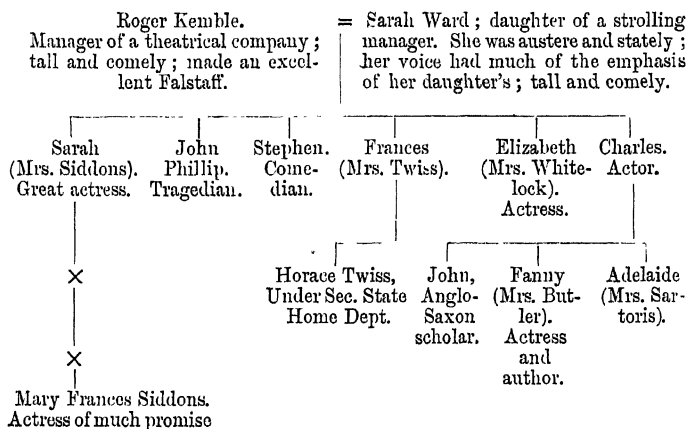 Roger Kemble.
Manager of a theatrical company ;
tall and comely ; made an excel-
lent Falstaff.
= Sarah Ward ; daughter of a strolling
manager. She was austere and stately ;
her voice had much of the emphasis
of her daughter's ; tall and comely.
Sarah
(Mrs. Siddons).
Great actress.
John
Phillip.
Tragedian.
Stephen.
Come-
dian.
Frances
(Mrs. Twiss).
Elizabeth
(Mrs. White-
lock).
Actress.
Charles.
Actor.
Horace Twiss,
Under Sec. State
Home Dept.
John,
Anglo-
Saxon
scholar.
Fanny
(Mrs. But-
ler).
Actress
and
author.
Adelaide
(Mrs. Sar-
toris).
×
×
Mary Frances Siddons.
Actress of much promise